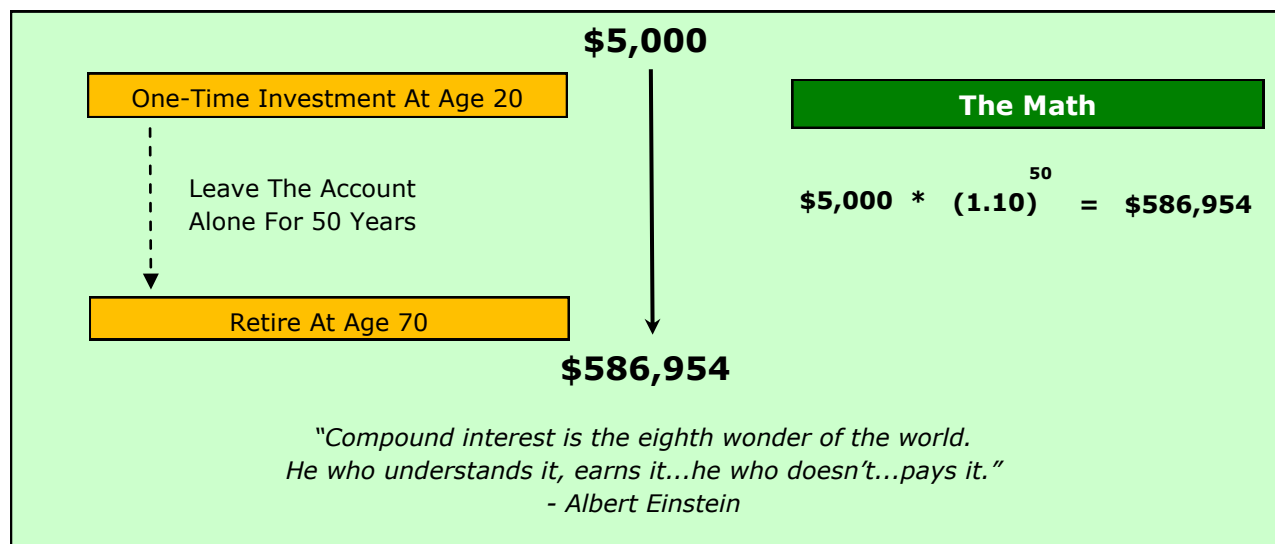 $5,000
One-Time Investment At Age 20
The Math
Leave The Account
Alone For 50 Years
$5,000 * (1.10)50 = $586,954
Retire At Age 70
$586,954
“Compound interest is the eighth wonder of the world.
He who understands it, earns it…he who doesn’t…pays it.”
- Albert Einstein